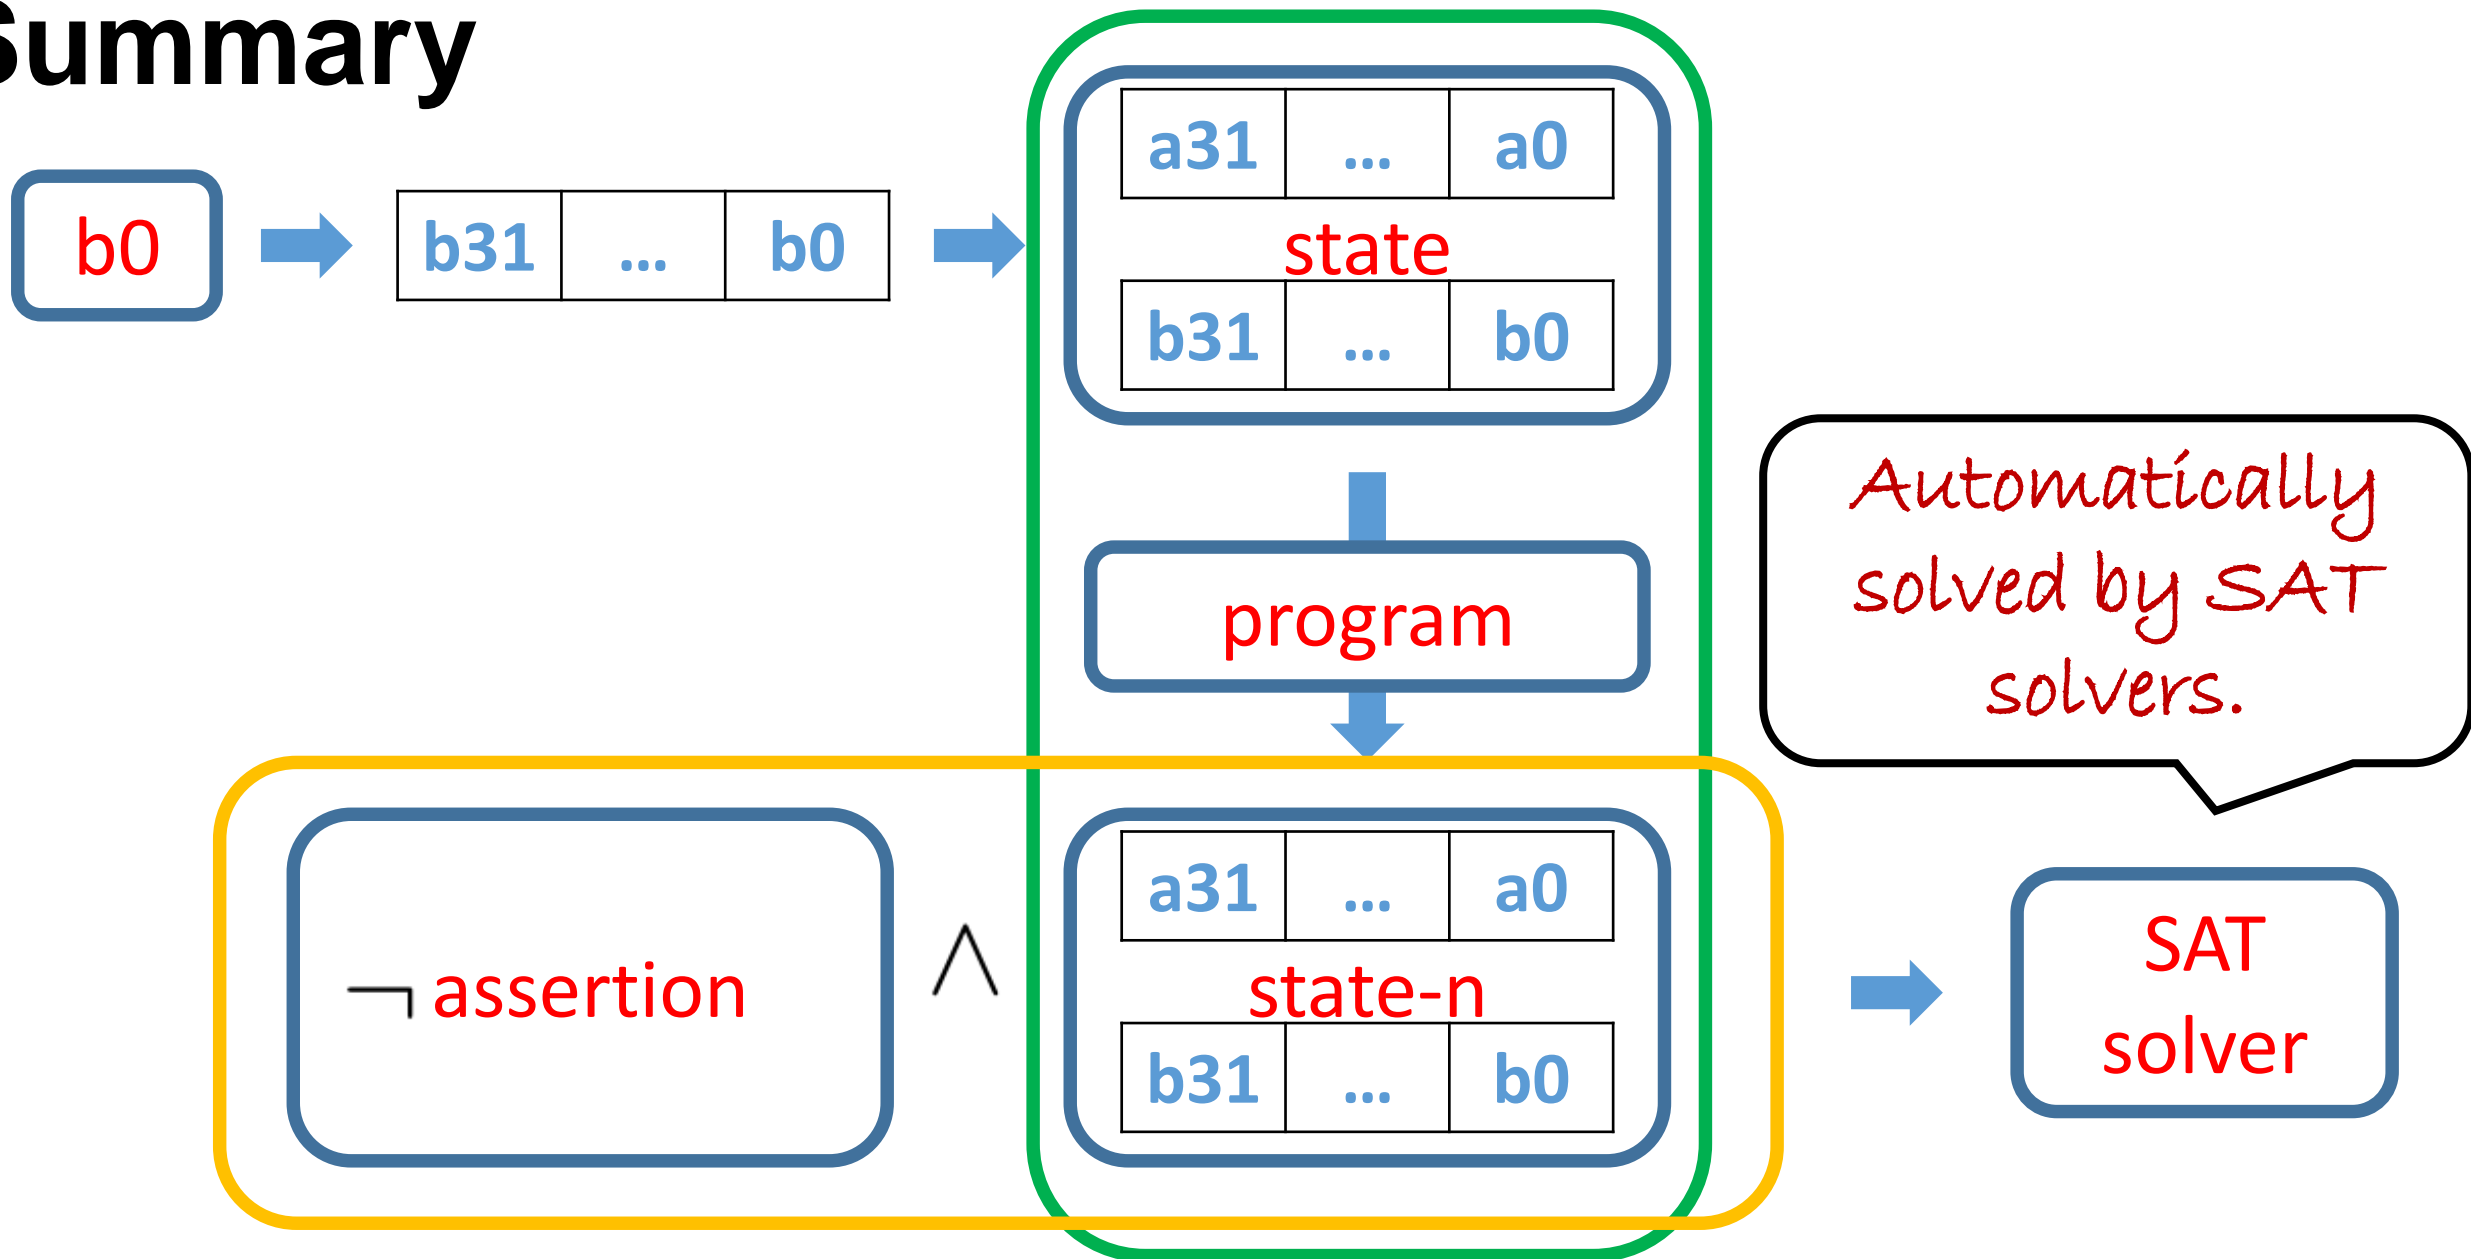 Summary
a31 … a0
b0
b31 … b0
state
b31 … b0
Automatically
solved by SAT
solvers.
program
a31 … a0
¬ assertion
∧
state-n
b31 … b0
SAT
solver